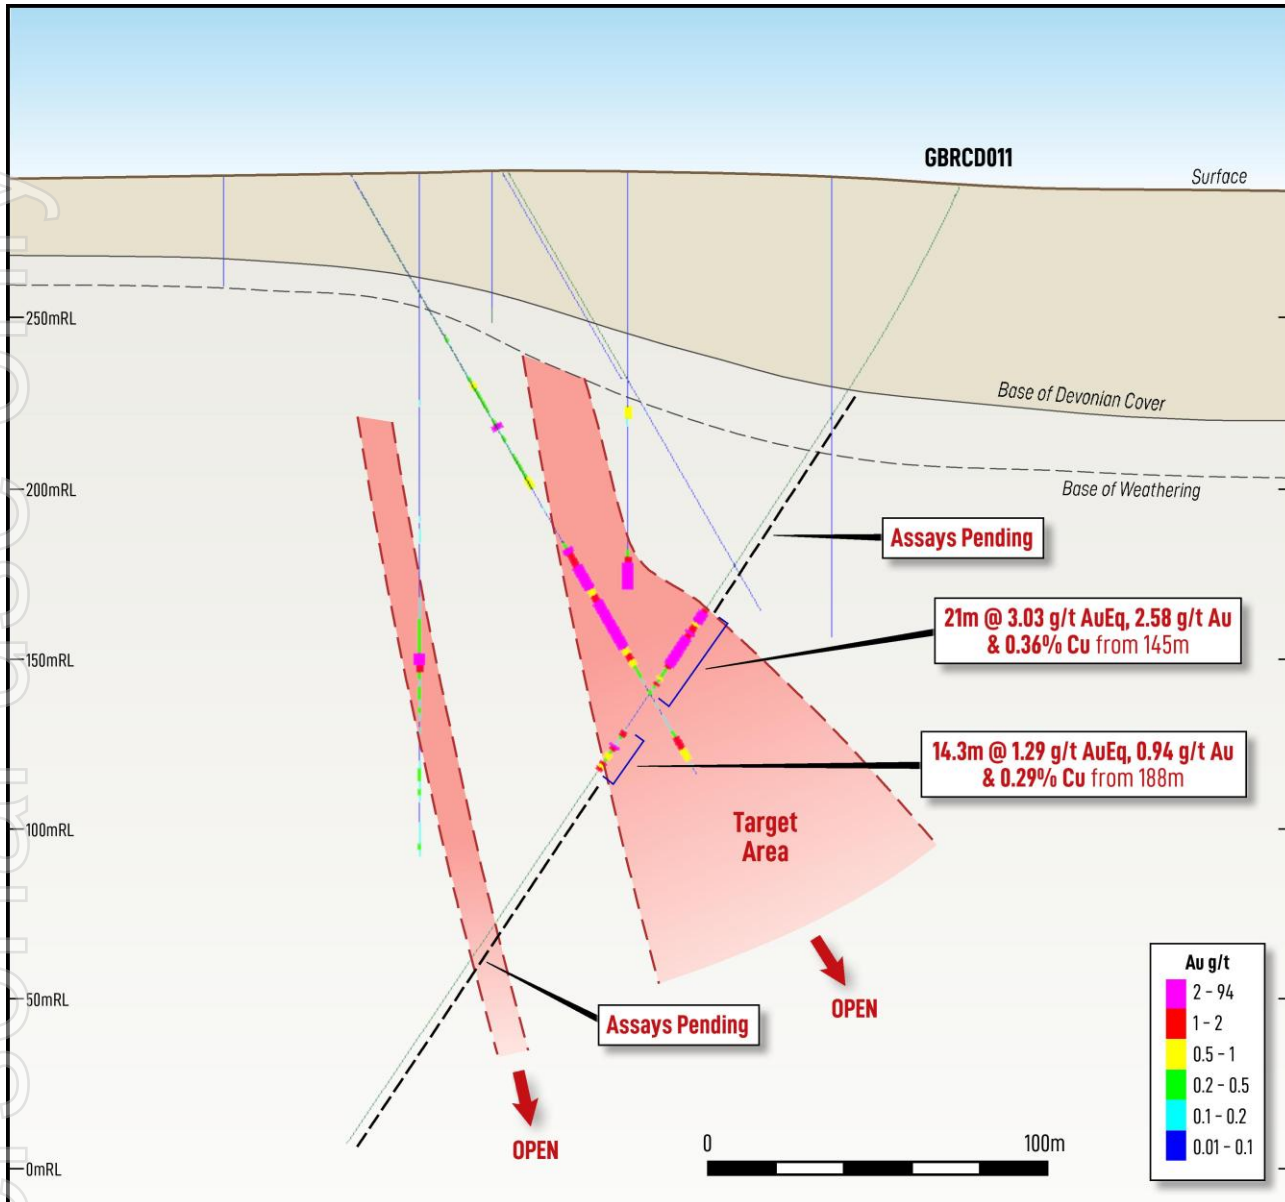 GBRCD011
Surface
250mRL
Base of Devonian Cover
200mRL
Base of Weathering
Assays Pending
21m @ 3.03 g/t AuEq, 2.58 g/t Au
& 0.36% Cu from 145m
150mRL
14.3m @ 1.29 g/t AuEq, 0.94 g/t Au
& 0.29% Cu from 188m
100mRL
Target
Area
50mRL
OPEN
Assays Pending
OPEN
0mRL
0
100m
Au g/t
2 – 94
1 – 2
0.5 – 1
0.2 – 0.5
0.1 – 0.2
0.01 – 0.1